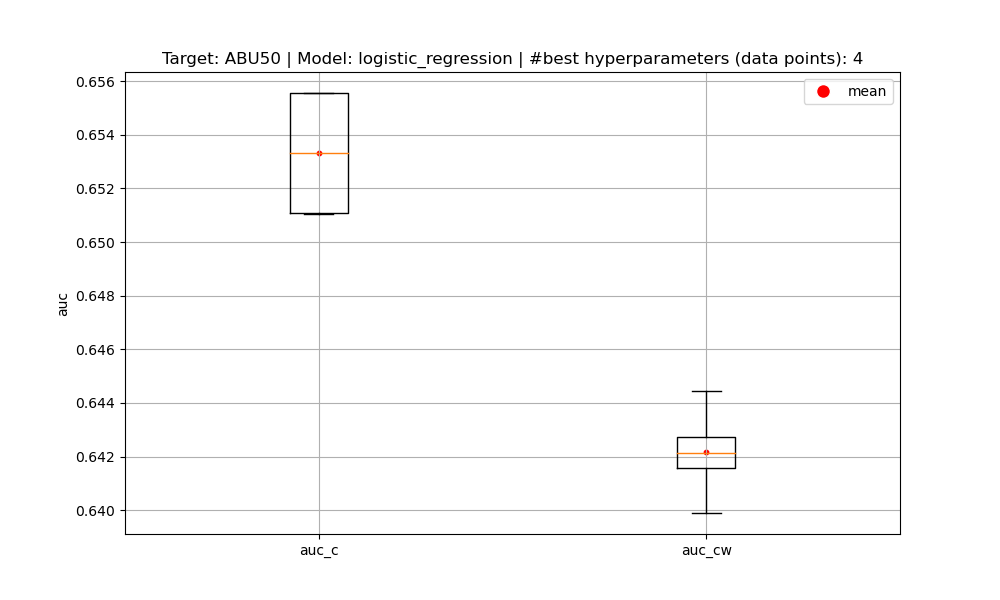 Target: ABU50 | Model: logistic_regression | #best hyperparameters (data points): 4
mean
0.656
0.654
0.652
0.650
0.648
0.646
0.644
0.642
0.640
auc
auc_c
auc_cw